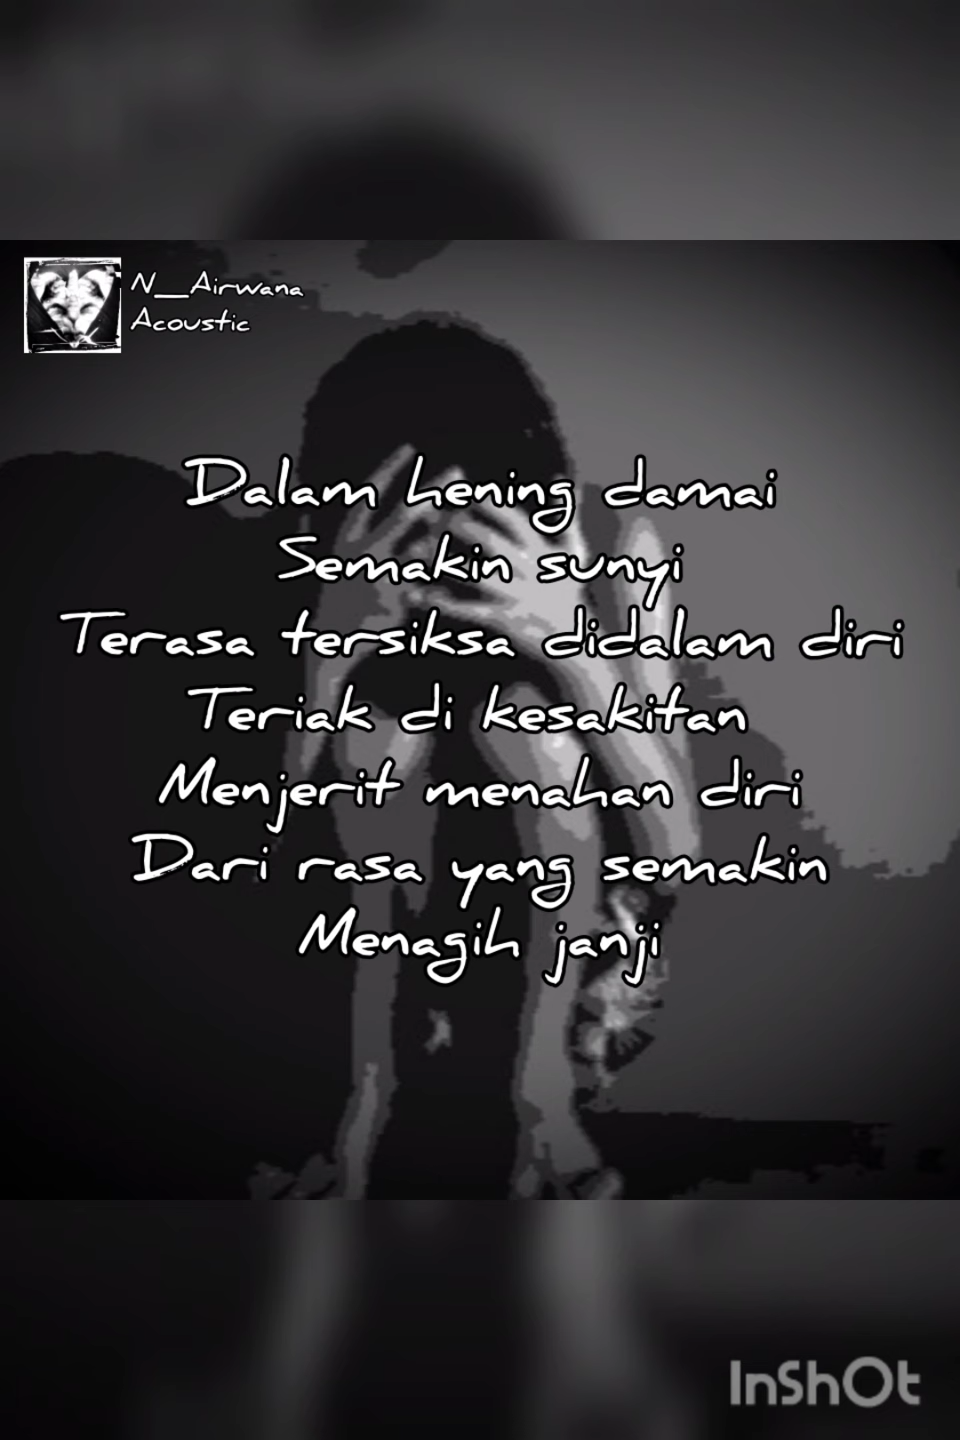 N__Airwana
Acoustic
Dalam hening damai
Semakin sunyi
Terasa tersiksa didalam diri
Teriak di kesakitan
Menjerit menahan diri
Dari rasa yang semakin
Menagih janji
InShOt